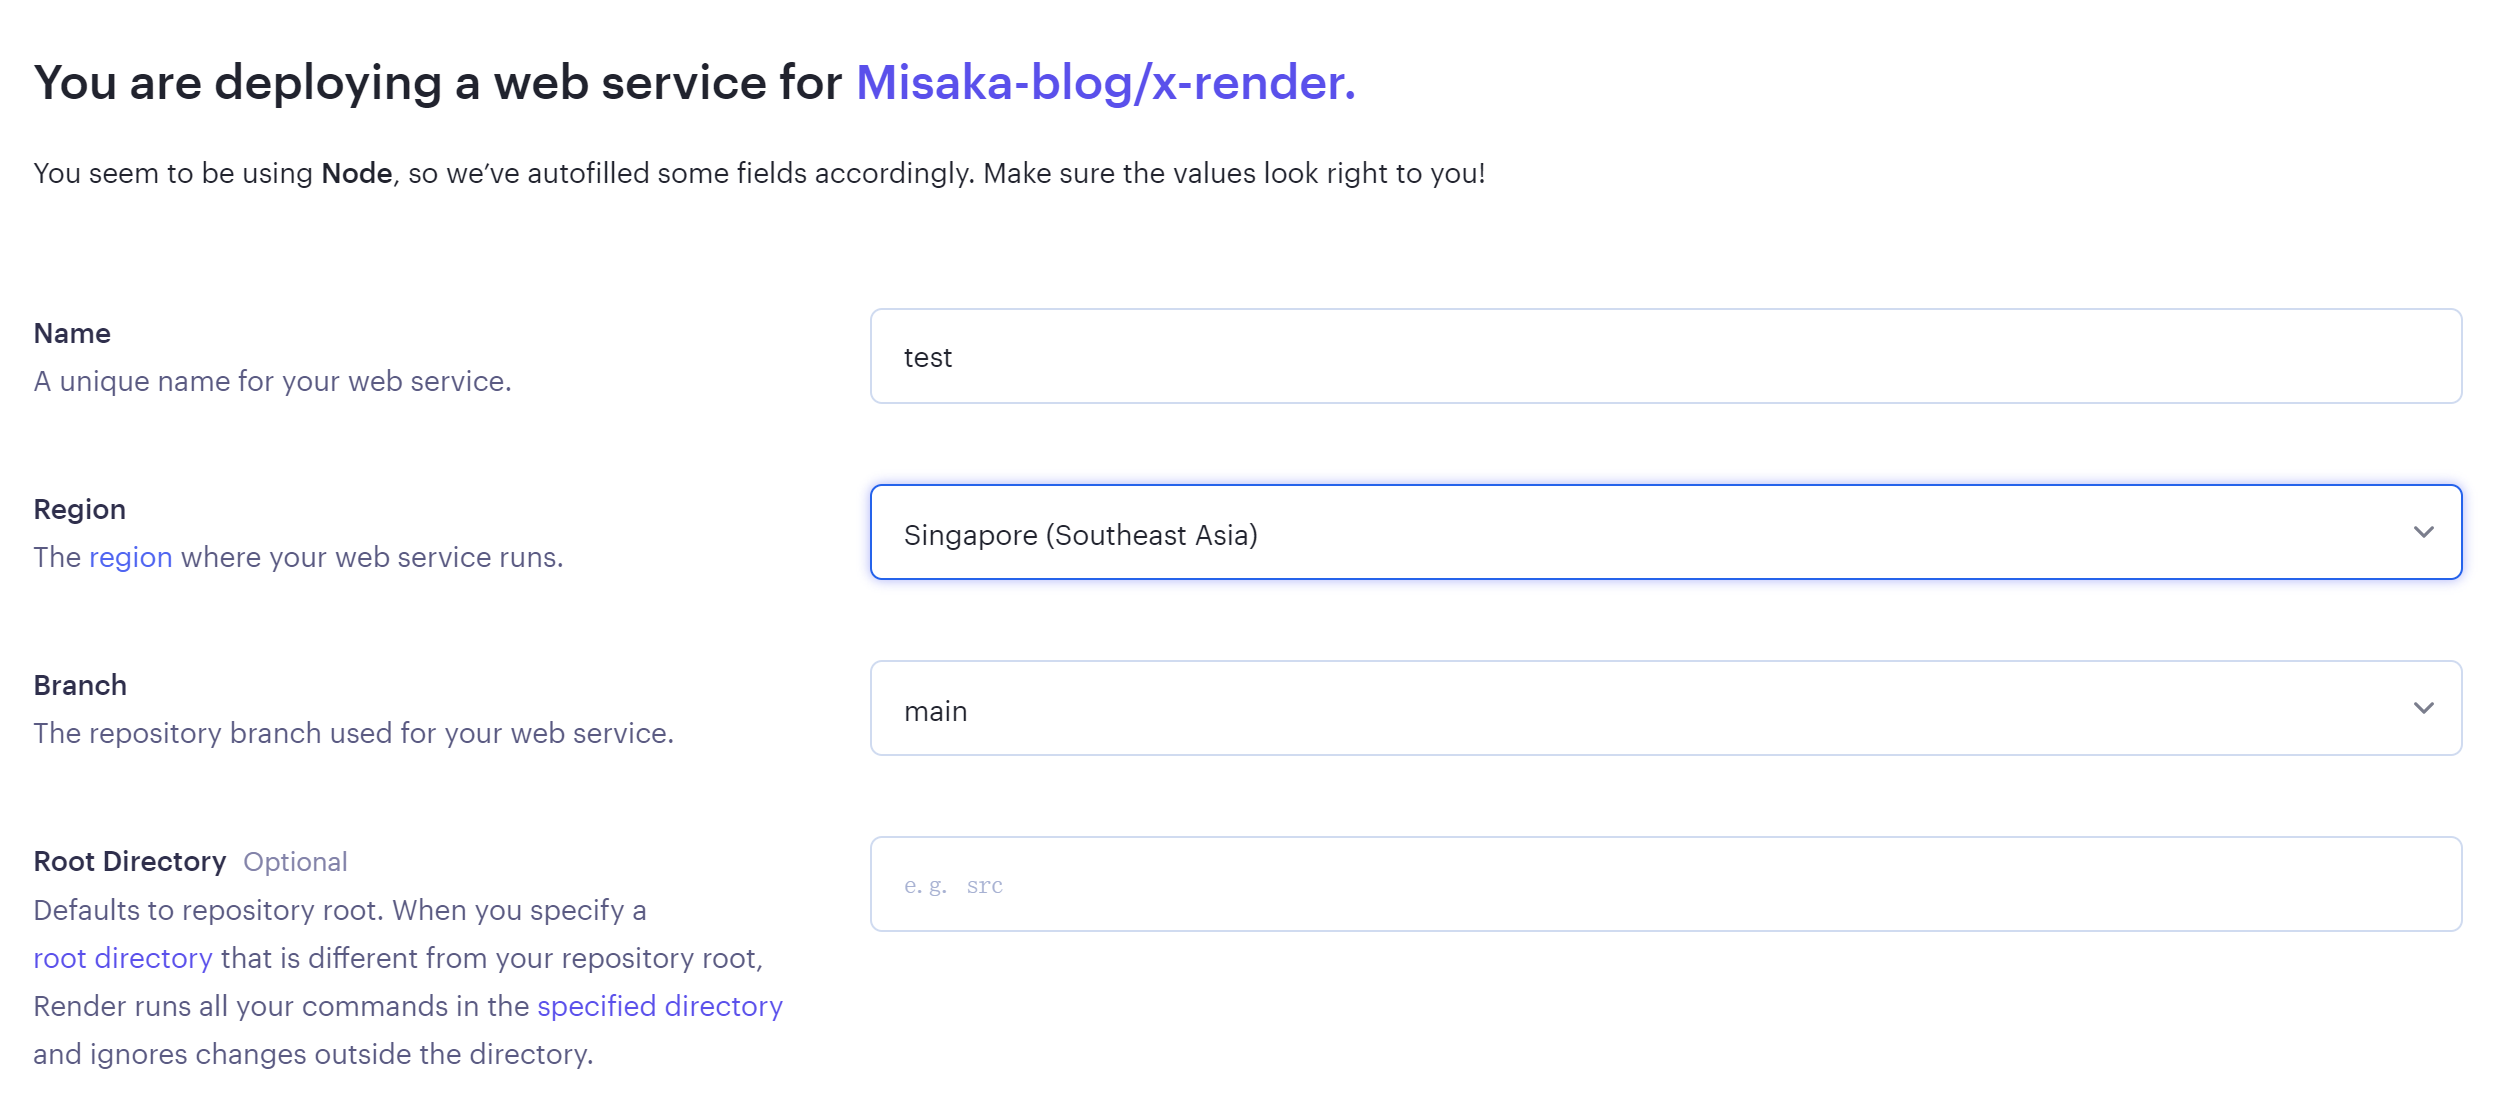 You are deploying a web service for Misaka-blog/x-render.
You seem to be using Node, so we’ve autofilled some fields accordingly. Make sure the values look right to you!
Name
A unique name for your web service.
test
Region
The region where your web service runs.
Singapore (Southeast Asia)
Branch
The repository branch used for your web service.
main
Root Directory Optional
Defaults to repository root. When you specify a
root directory that is different from your repository root,
Render runs all your commands in the specified directory
and ignores changes outside the directory.
e.g. src